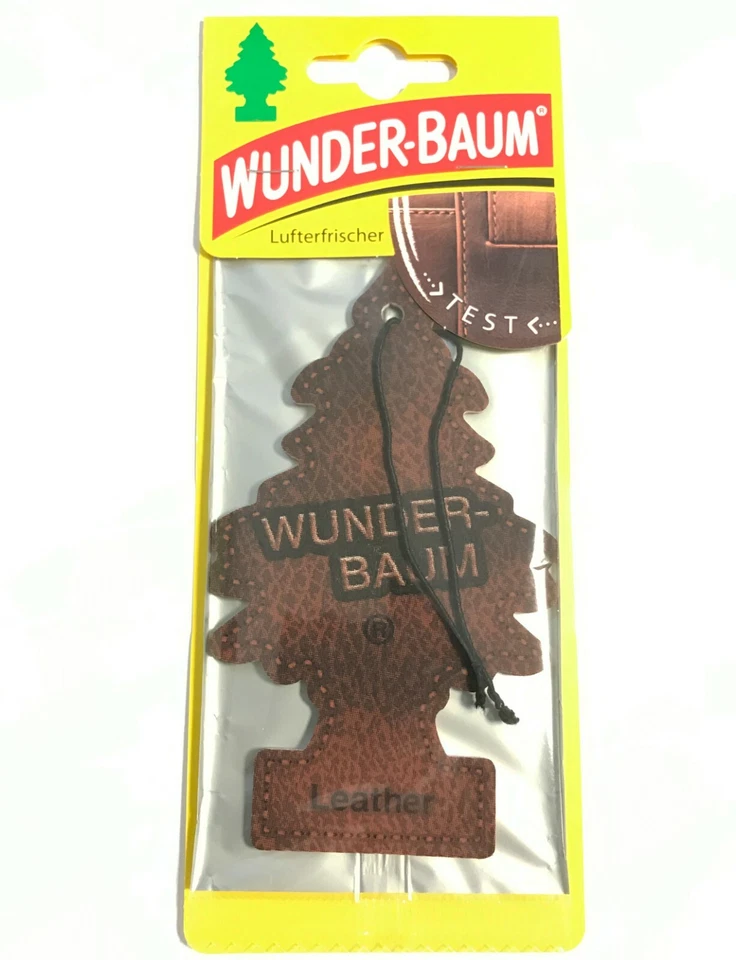 WUNDER-BAUM®
Lufterfrischer
TEST
WUNDER-
BAUM
®
Leather